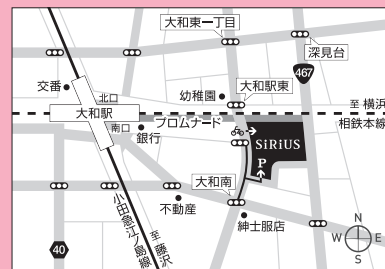 大和東一丁目
深見台
467
交番
北口
幼稚園
大和駅東
至 横浜
大和駅
プロムナード
相鉄本線
南口
銀行
SiRiUS
P
大和南
不動産
紳士服店
小田急江ノ島線
至 藤沢
40
N
W E
S